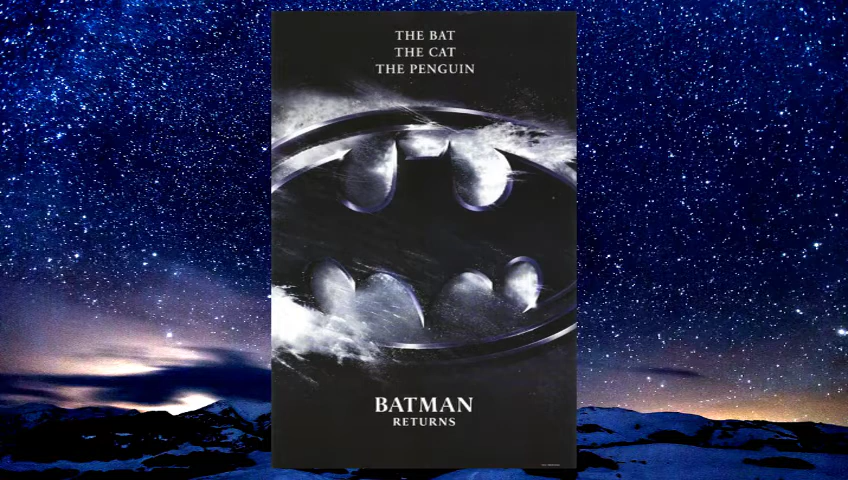 THE BAT
THE CAT
THE PENGUIN
BATMAN
RETURNS